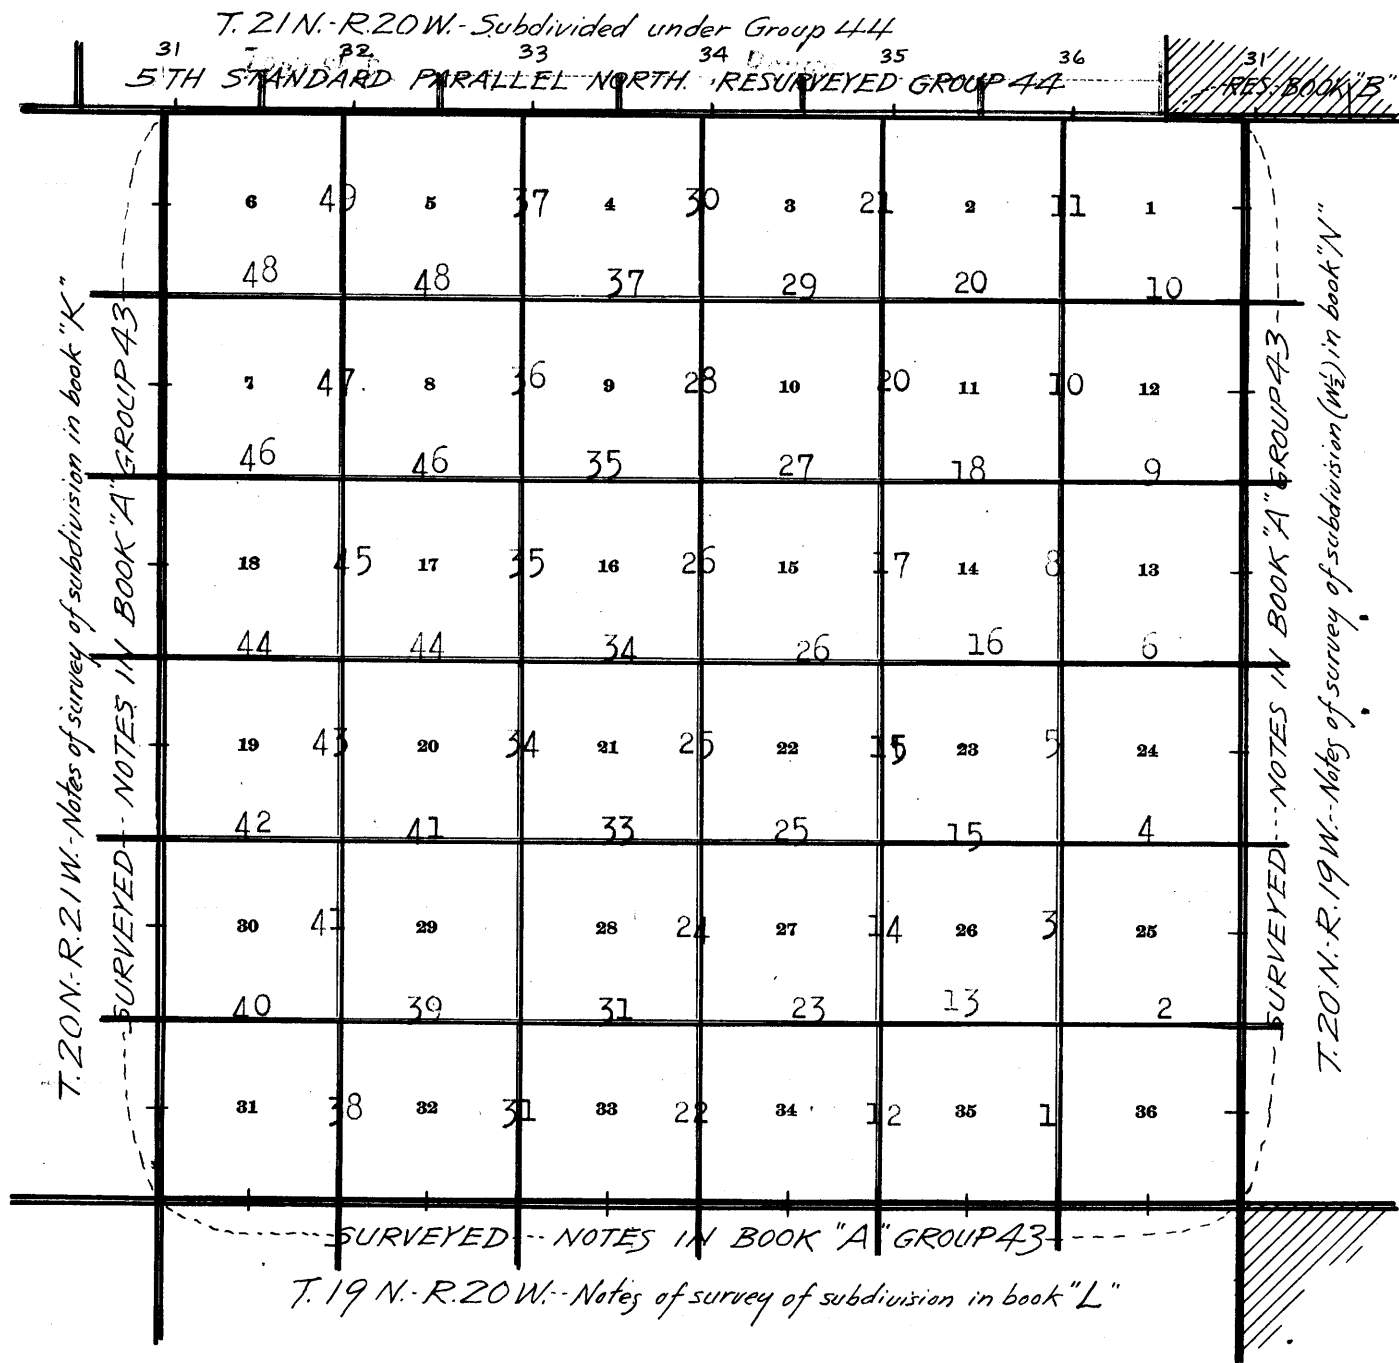 T. 21 N.- R. 20 W.- Subdivided under Group 44
31 32 33 34 35 36 31
5TH STANDARD PARALLEL NORTH. RESURVEYED GROUP 44
RES. BOOK "B"
6 49 5 37 4 30 3 21 2 11 1
48 48 37 29 20 10
7 47. 8 36 9 28 10 20 11 10 12
46 46 35 27 18 9
18 45 17 35 16 26 15 17 14 8 13
44 44 34 26 16 6
19 43 20 34 21 25 22 15 23 5 24
42 41 33 25 15 4
30 41 29 28 24 27 14 26 3 25
40 39 31 23 13 2
31 38 32 31 33 22 34 12 35 1 36
T. 20 N.- R. 21 W.- Notes of survey of subdivision in book "K"
SURVEYED -- NOTES IN BOOK "A" GROUP 43
SURVEYED --- NOTES IN BOOK "A" GROUP 43
T. 20 N.- R. 19 W.-- Notes of survey of subdivision (W½) in book "N"
SURVEYED -- NOTES IN BOOK "A" GROUP 43
T. 19 N.- R. 20 W.-- Notes of survey of subdivision in book "L"